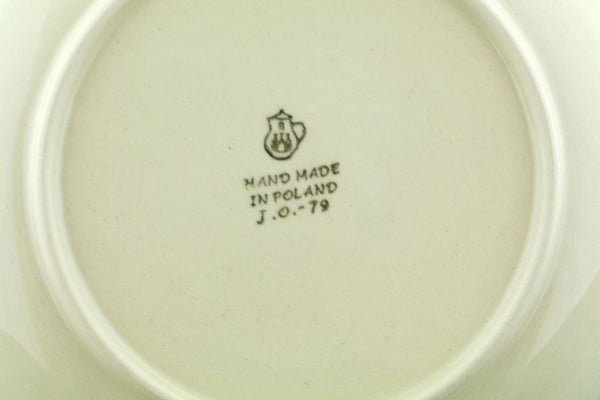 B
HAND MADE
IN POLAND
J.O.-79